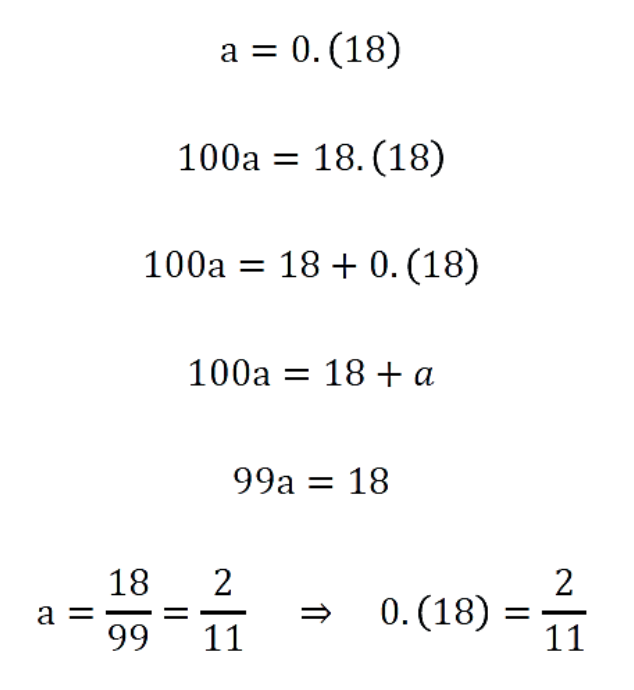 a = 0.(18)
100a = 18.(18)
100a = 18 + 0.(18)
100a = 18 + a
99a = 18
a = 18/99 = 2/11 ⇒ 0.(18) = 2/11